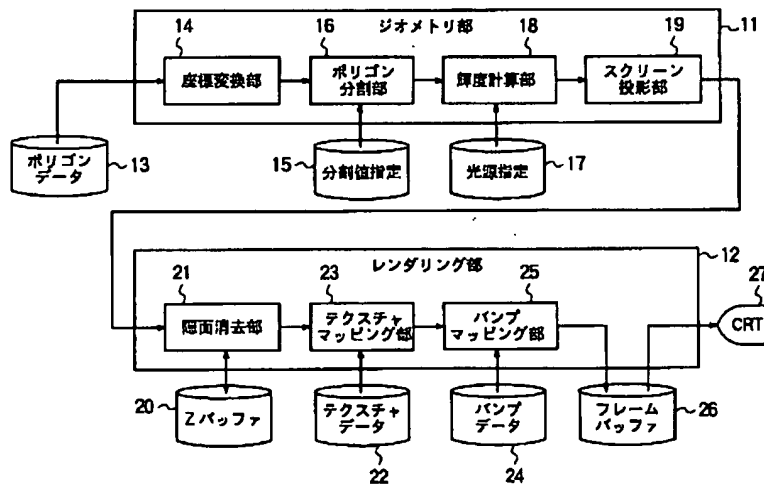 ジオメトリ部
11
14
座標変換部
16
ポリゴン
分割部
18
輝度計算部
19
スクリーン
投影部
ポリゴン
データ
13
15
分割値指定
光源指定
17
レンダリング部
12
21
隠面消去部
23
テクスチャ
マッピング部
25
バンプ
マッピング部
27
CRT
20
Zバッファ
テクスチャ
データ
22
バンプ
データ
24
フレーム
バッファ
26